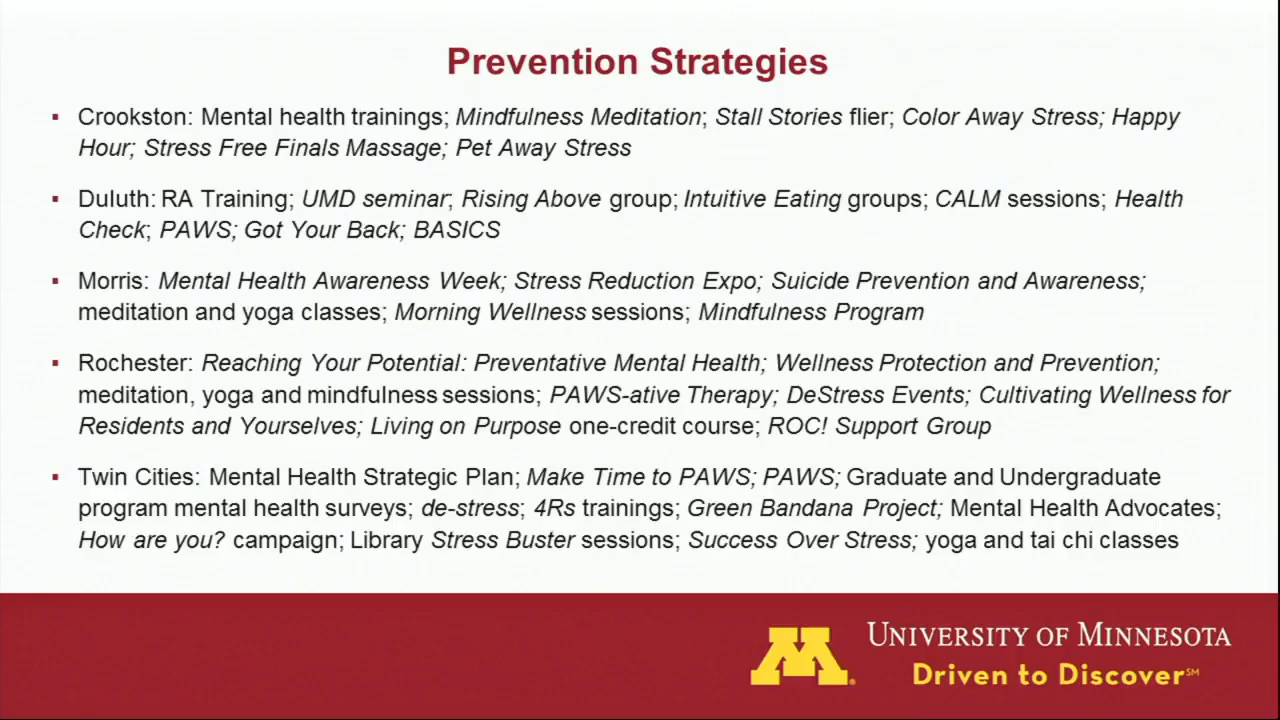 Prevention Strategies
▪ Crookston: Mental health trainings; Mindfulness Meditation; Stall Stories flier; Color Away Stress; Happy
Hour; Stress Free Finals Massage; Pet Away Stress
▪ Duluth: RA Training; UMD seminar; Rising Above group; Intuitive Eating groups; CALM sessions; Health
Check; PAWS; Got Your Back; BASICS
▪ Morris: Mental Health Awareness Week; Stress Reduction Expo; Suicide Prevention and Awareness;
meditation and yoga classes; Morning Wellness sessions; Mindfulness Program
▪ Rochester: Reaching Your Potential: Preventative Mental Health; Wellness Protection and Prevention;
meditation, yoga and mindfulness sessions; PAWS-ative Therapy; DeStress Events; Cultivating Wellness for
Residents and Yourselves; Living on Purpose one-credit course; ROC! Support Group
▪ Twin Cities: Mental Health Strategic Plan; Make Time to PAWS; PAWS; Graduate and Undergraduate
program mental health surveys; de-stress; 4Rs trainings; Green Bandana Project; Mental Health Advocates;
How are you? campaign; Library Stress Buster sessions; Success Over Stress; yoga and tai chi classes
M
UNIVERSITY OF MINNESOTA
Driven to Discover℠